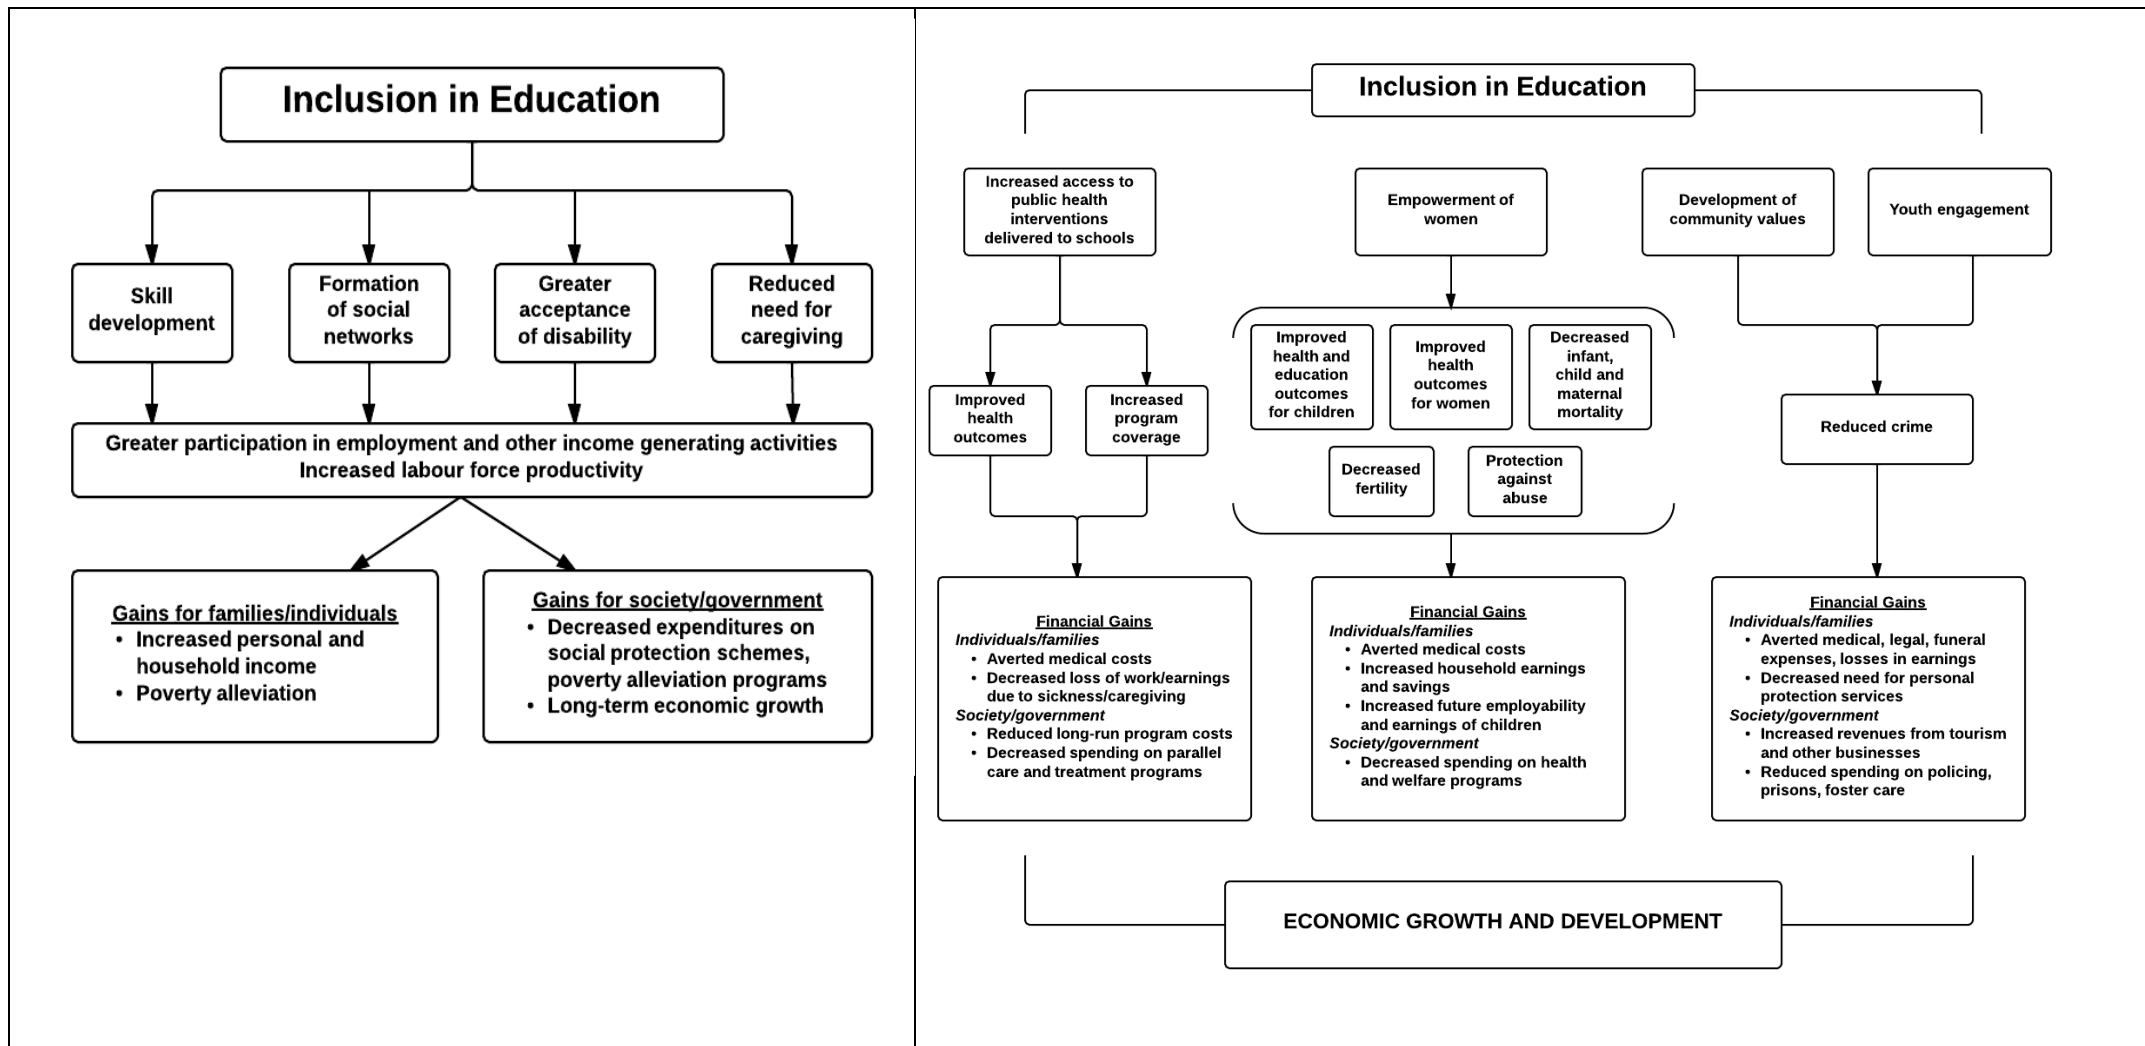 Inclusion in Education
Skill
development
Formation
of social
networks
Greater
acceptance
of disability
Reduced
need for
caregiving
Greater participation in employment and other income generating activities
Increased labour force productivity
Gains for families/individuals
• Increased personal and
household income
• Poverty alleviation
Gains for society/government
• Decreased expenditures on
social protection schemes,
poverty alleviation programs
• Long-term economic growth
Inclusion in Education
Increased access to
public health
interventions
delivered to schools
Empowerment of
women
Development of
community values
Youth engagement
Improved
health
outcomes
Increased
program
coverage
Improved
health and
education
outcomes
for children
Improved
health
outcomes
for women
Decreased
infant,
child and
maternal
mortality
Decreased
fertility
Protection
against
abuse
Reduced crime
Financial Gains
Individuals/families
• Averted medical costs
• Decreased loss of work/earnings
due to sickness/caregiving
Society/government
• Reduced long-run program costs
• Decreased spending on parallel
care and treatment programs
Financial Gains
Individuals/families
• Averted medical costs
• Increased household earnings
and savings
• Increased future employability
and earnings of children
Society/government
• Decreased spending on health
and welfare programs
Financial Gains
Individuals/families
• Averted medical, legal, funeral
expenses, losses in earnings
• Decreased need for personal
protection services
Society/government
• Increased revenues from tourism
and other businesses
• Reduced spending on policing,
prisons, foster care
ECONOMIC GROWTH AND DEVELOPMENT